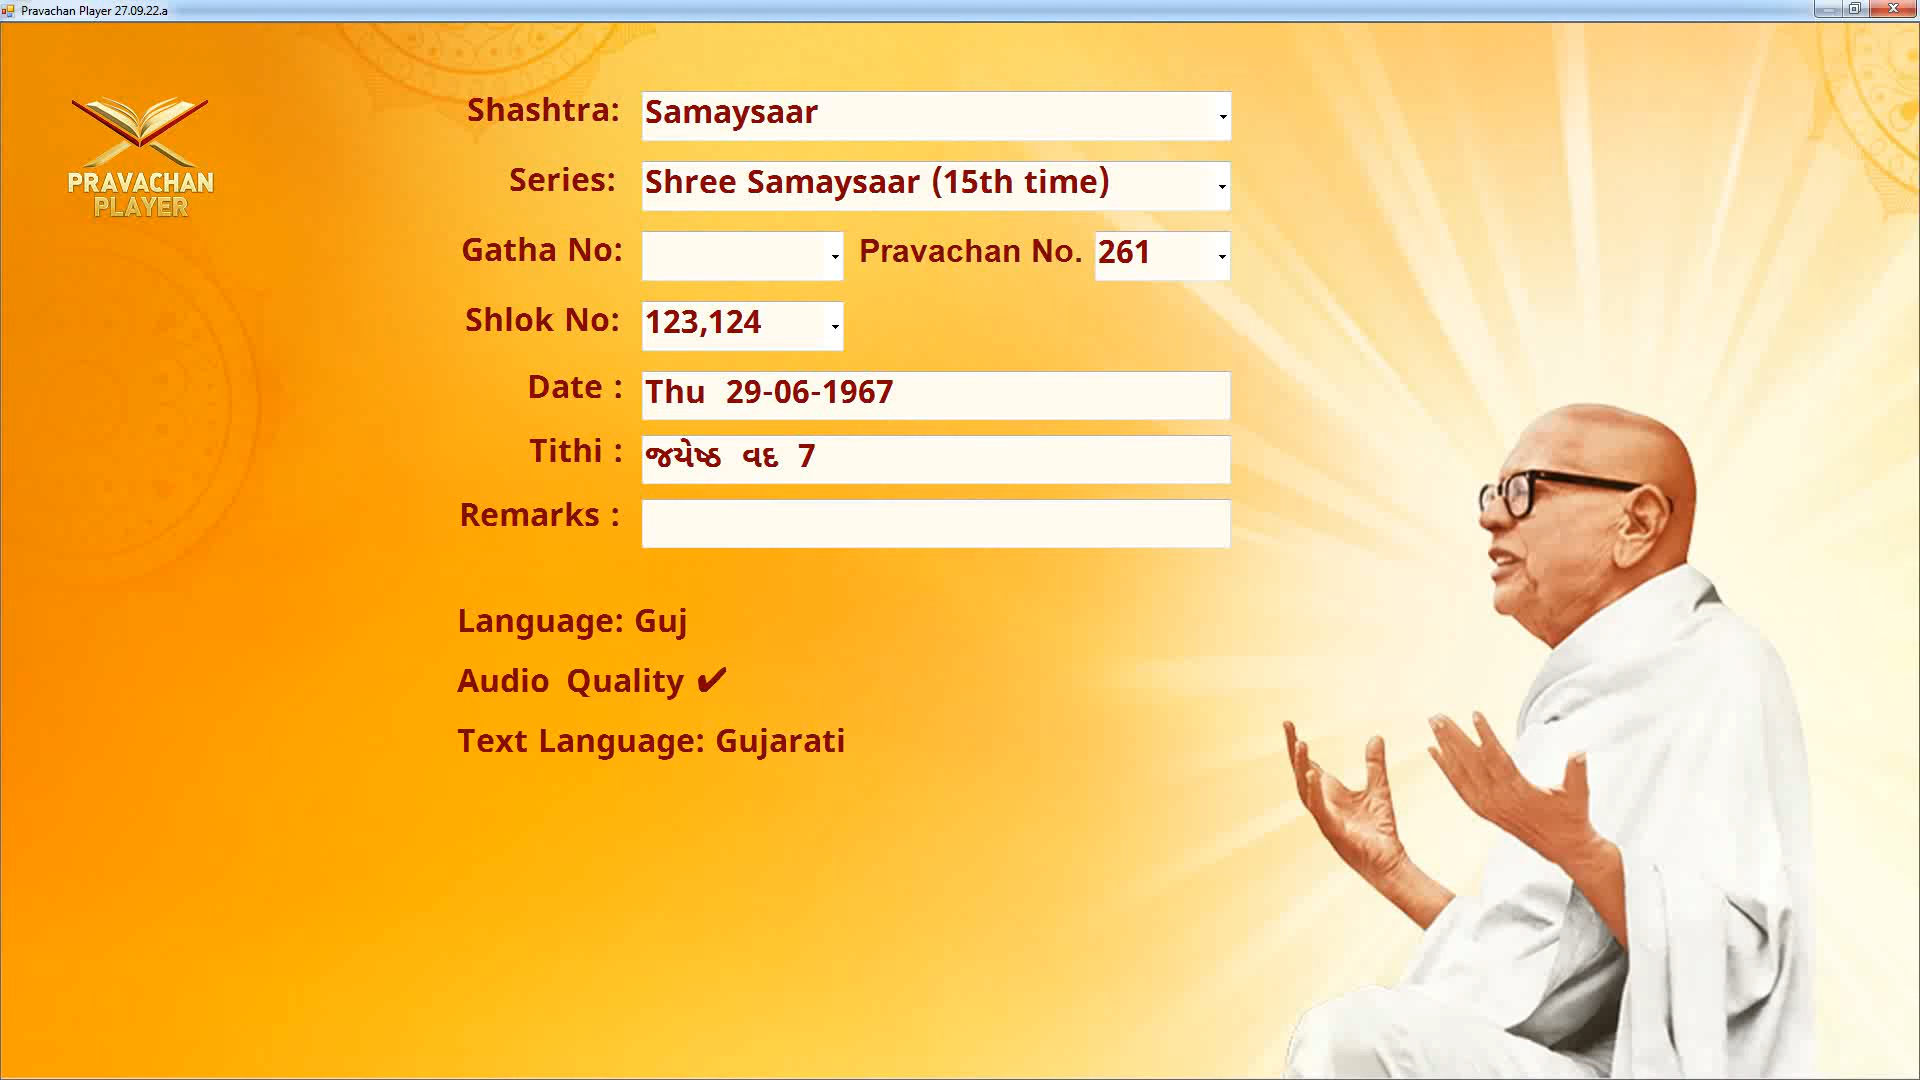 Pravachan Player 27.09.22.a
PRAVACHAN
PLAYER
Shashtra: Samaysaar
Series: Shree Samaysaar (15th time)
Gatha No: Pravachan No. 261
Shlok No: 123,124
Date : Thu 29-06-1967
Tithi : જયેષ્ઠ વદ 7
Remarks :
Language: Guj
Audio Quality ✔
Text Language: Gujarati